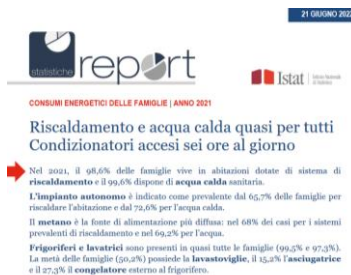 21 GIUGNO 2022
statistiche
report
Istat
CONSUMI ENERGETICI DELLE FAMIGLIE | ANNO 2021
Riscaldamento e acqua calda quasi per tutti
Condizionatori accesi sei ore al giorno
Nel 2021, il 98,6% delle famiglie vive in abitazioni dotate di sistema di
riscaldamento e il 99,6% dispone di acqua calda sanitaria.
L'impianto autonomo è indicato come prevalente dal 65,7% delle famiglie per
riscaldare l'abitazione e dal 72,6% per l'acqua calda.
Il metano è la fonte di alimentazione più diffusa: nel 68% dei casi per i sistemi
prevalenti di riscaldamento e nel 69,2% per l'acqua.
Frigoriferi e lavatrici sono presenti in quasi tutte le famiglie (99,5% e 97,3%).
La metà delle famiglie (50,2%) possiede la lavastoviglie, il 15,2% l'asciugatrice
e il 27,3% il congelatore esterno al frigorifero.